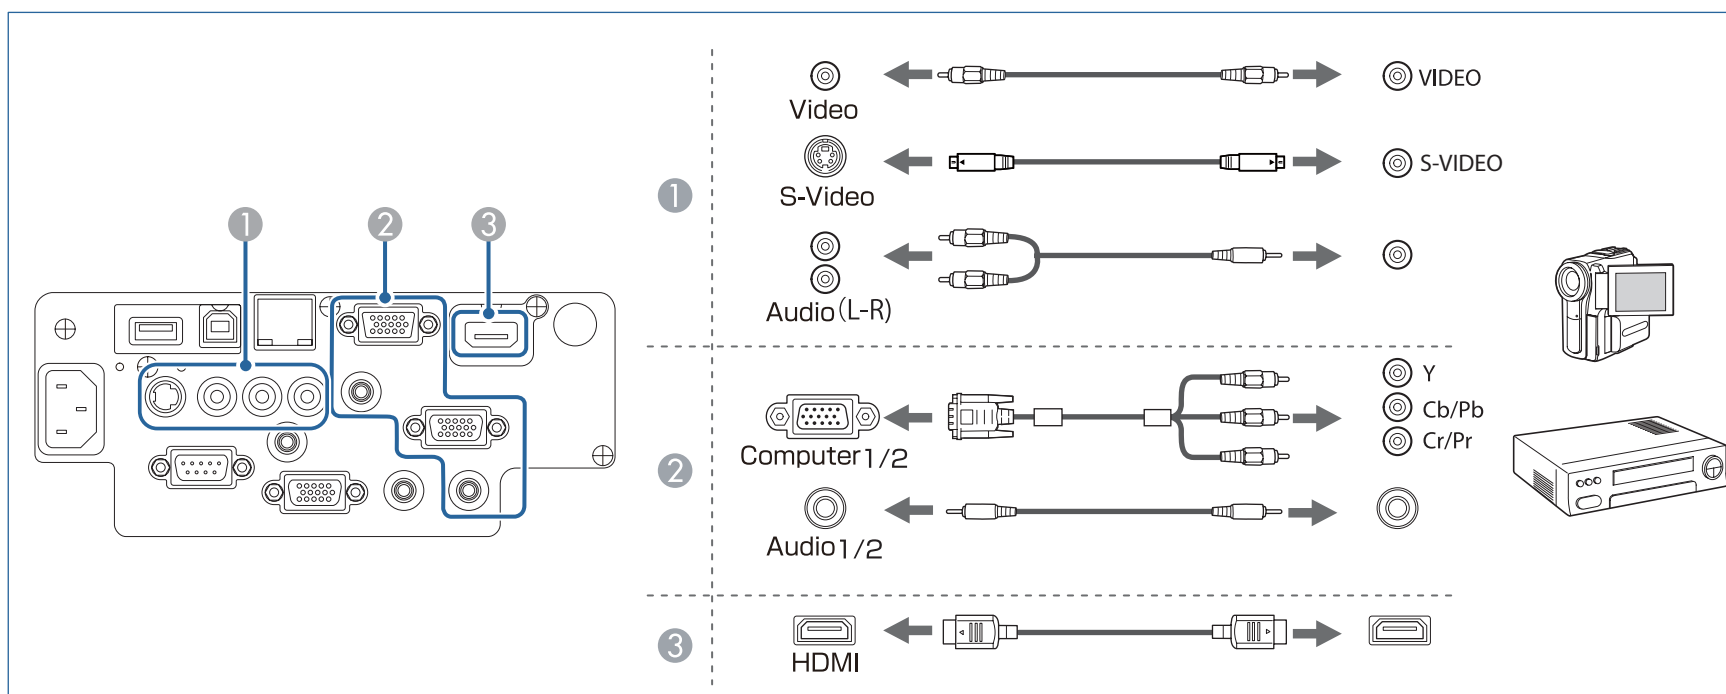 1
2
3
1
Video
VIDEO
S-Video
S-VIDEO
Audio(L-R)
2
Computer1/2
Y
Cb/Pb
Cr/Pr
Audio1/2
3
HDMI